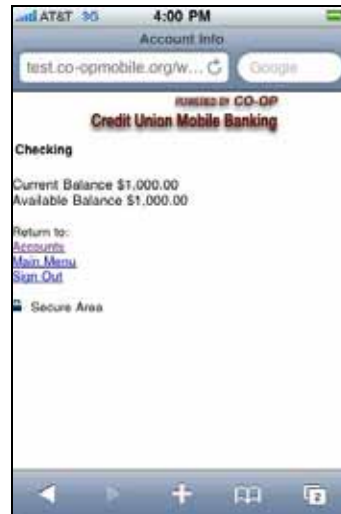 AT&T 3G 4:00 PM
Account Info
test.co-opmobile.org/w... Google
POWERED BY CO-OP
Credit Union Mobile Banking
Checking
Current Balance $1,000.00
Available Balance $1,000.00
Return to:
Accounts
Main Menu
Sign Out
Secure Area
2